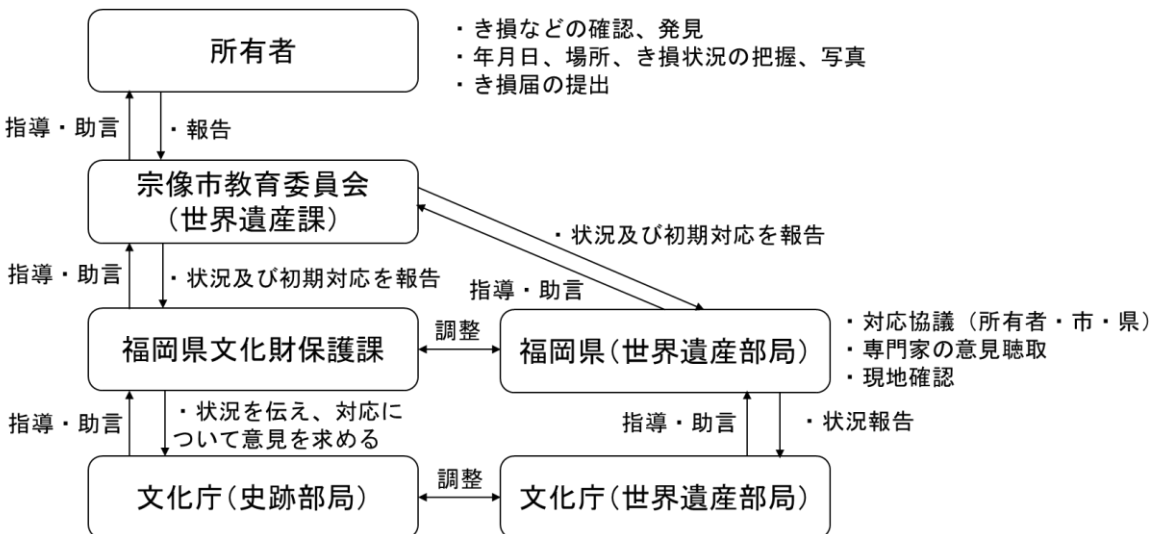 所有者
・き損などの確認、発見
・年月日、場所、き損状況の把握、写真
・き損届の提出
指導・助言
・報告
宗像市教育委員会
(世界遺産課)
・状況及び初期対応を報告
指導・助言
・状況及び初期対応を報告
指導・助言
福岡県文化財保護課
調整
福岡県(世界遺産部局)
・対応協議(所有者・市・県)
・専門家の意見聴取
・現地確認
指導・助言
・状況を伝え、対応に
ついて意見を求める
指導・助言
・状況報告
文化庁(史跡部局)
調整
文化庁(世界遺産部局)